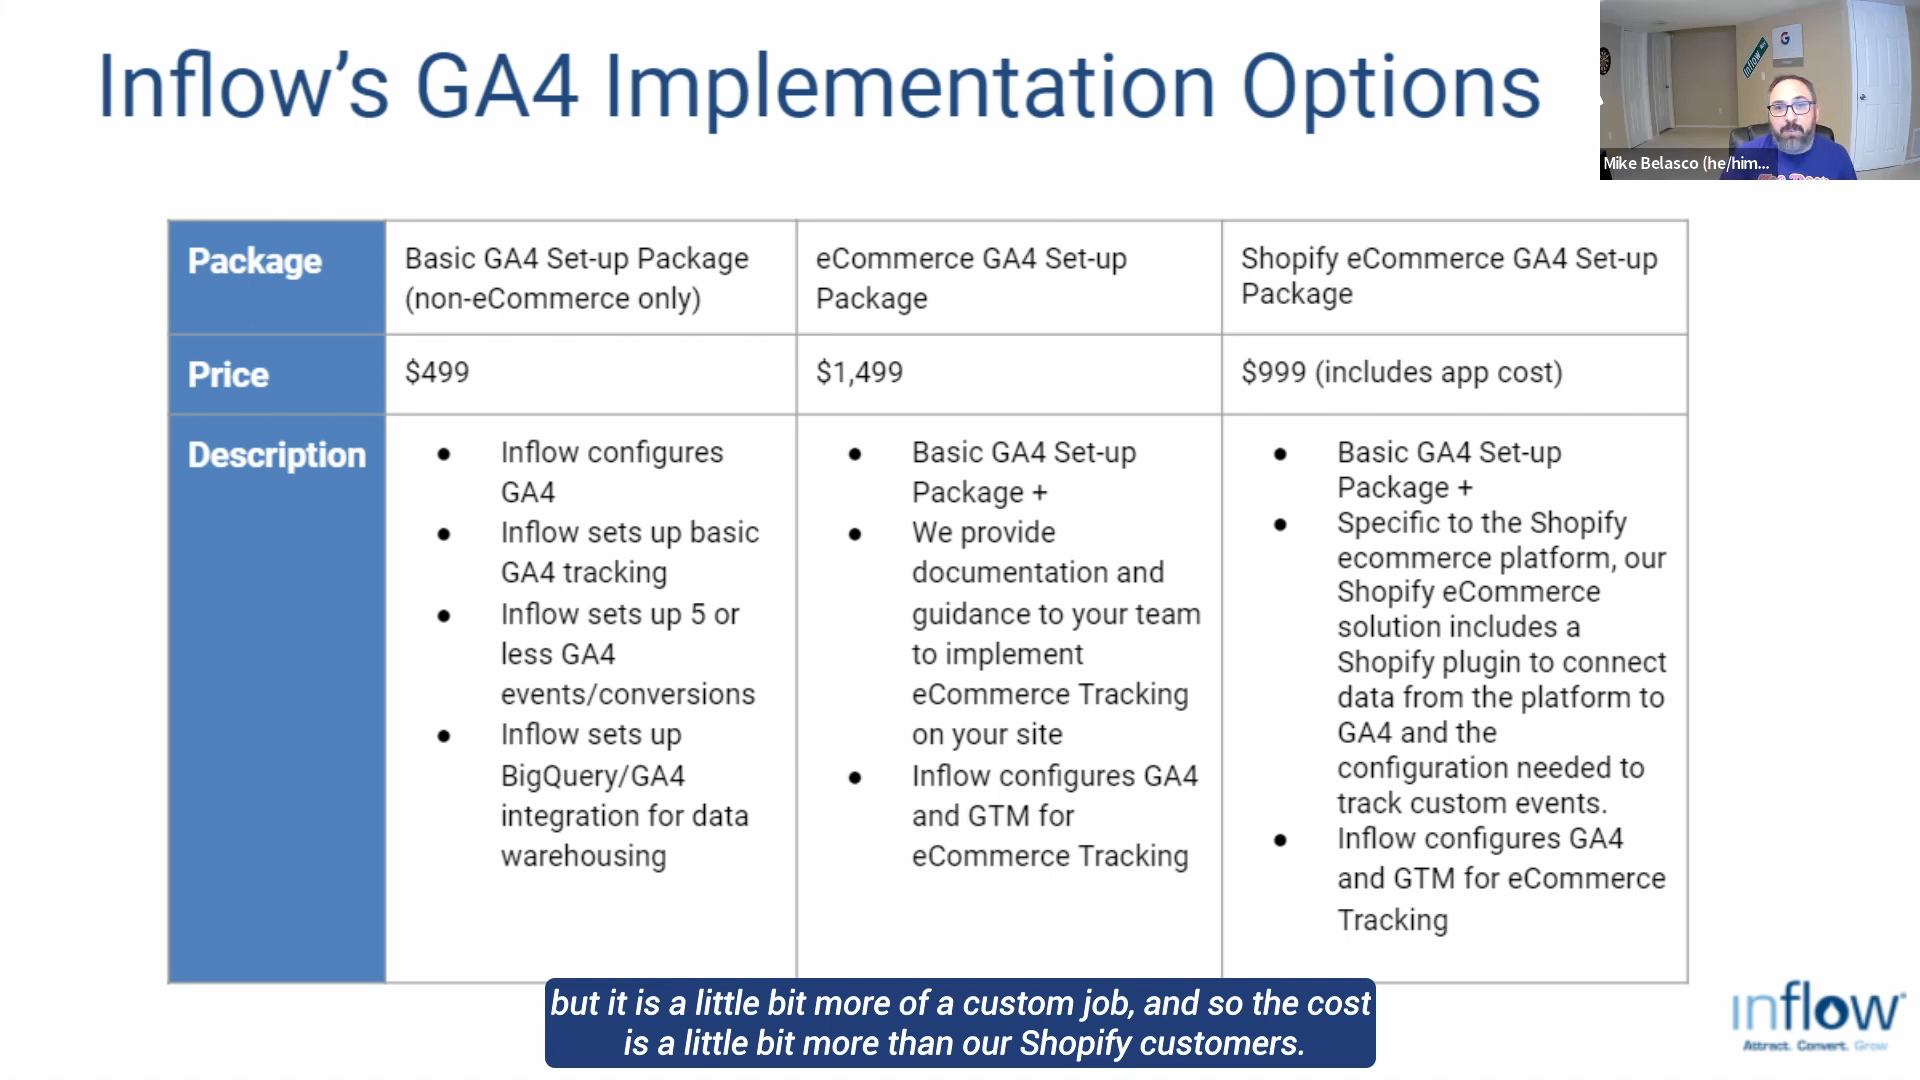 Inflow’s GA4 Implementation Options
Mike Belasco (he/him...
Package
Basic GA4 Set-up Package
(non-eCommerce only)
eCommerce GA4 Set-up
Package
Shopify eCommerce GA4 Set-up
Package
Price
$499
$1,499
$999 (includes app cost)
Description
● Inflow configures
GA4
● Inflow sets up basic
GA4 tracking
● Inflow sets up 5 or
less GA4
events/conversions
● Inflow sets up
BigQuery/GA4
integration for data
warehousing
● Basic GA4 Set-up
Package +
● We provide
documentation and
guidance to your team
to implement
eCommerce Tracking
on your site
● Inflow configures GA4
and GTM for
eCommerce Tracking
● Basic GA4 Set-up
Package +
● Specific to the Shopify
ecommerce platform, our
Shopify eCommerce
solution includes a
Shopify plugin to connect
data from the platform to
GA4 and the
configuration needed to
track custom events.
● Inflow configures GA4
and GTM for eCommerce
Tracking
but it is a little bit more of a custom job, and so the cost
is a little bit more than our Shopify customers.
inflow
Attract. Convert. Grow